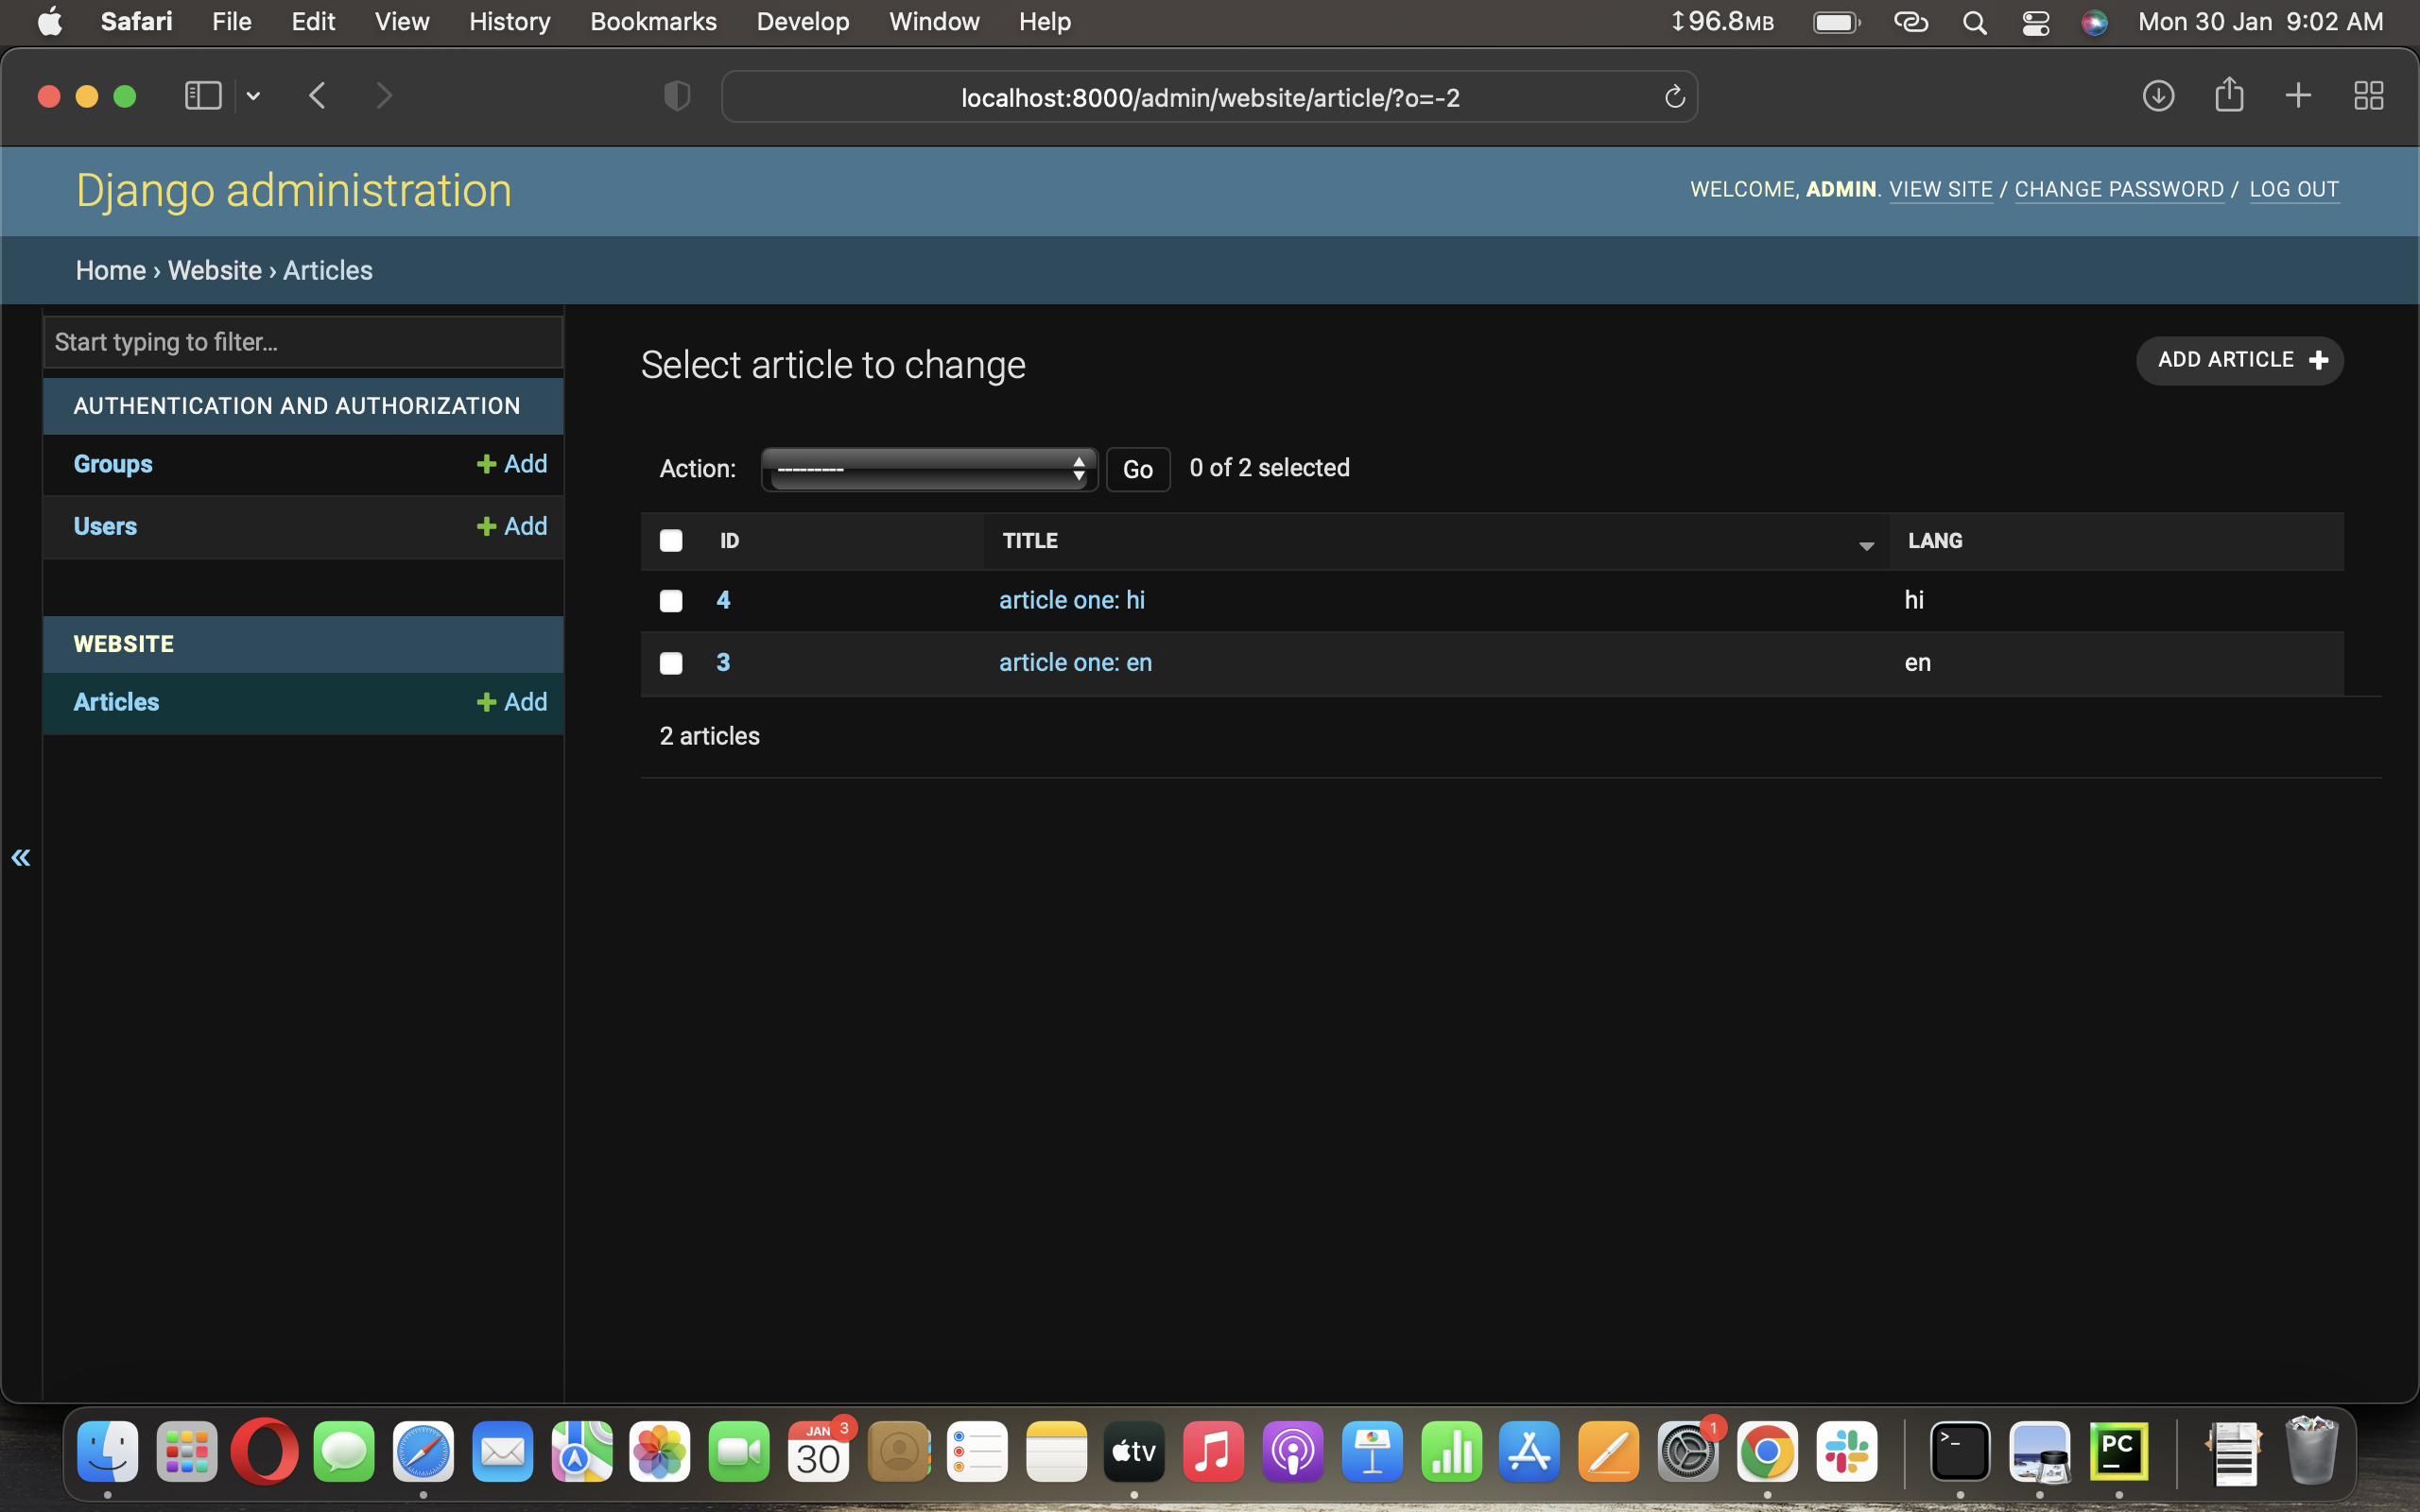 Safari File Edit View History Bookmarks Develop Window Help ↕96.8MB Mon 30 Jan 9:02 AM
localhost:8000/admin/website/article/?o=-2
Django administration
WELCOME, ADMIN. VIEW SITE / CHANGE PASSWORD / LOG OUT
Home › Website › Articles
Start typing to filter...
AUTHENTICATION AND AUTHORIZATION
Groups + Add
Users + Add
WEBSITE
Articles + Add
«
Select article to change
ADD ARTICLE +
Action: --------- Go 0 of 2 selected
ID TITLE LANG
4 article one: hi hi
3 article one: en en
2 articles
JAN 3
30
tv
1
>_
PC